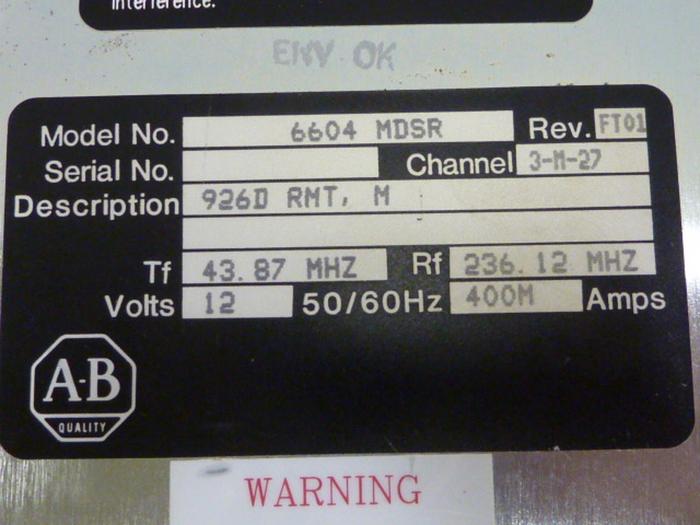 interference.
ENV OK
Model No. 6604 MDSR Rev. FT01
Serial No. Channel 3-M-27
Description 926D RMT, M
Tf 43.87 MHZ Rf 236.12 MHZ
Volts 12 50/60Hz 400M Amps
A-B
QUALITY
WARNING